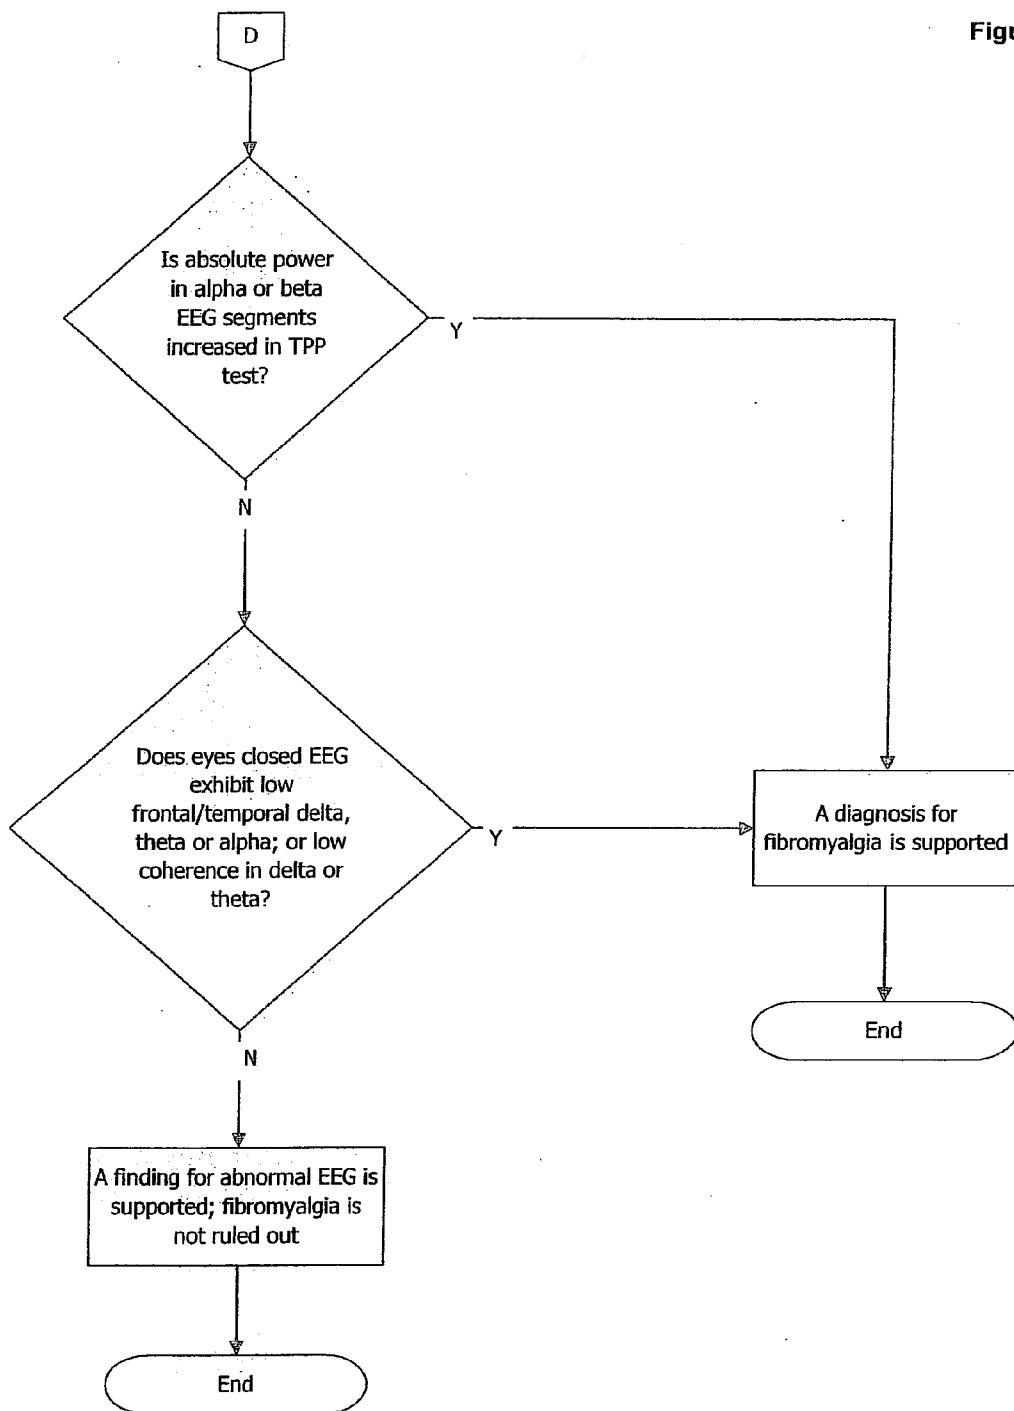 Figu
D
Is absolute power
in alpha or beta
EEG segments
increased in TPP
test?
Y
N
Does eyes closed EEG
exhibit low
frontal/temporal delta,
theta or alpha; or low
coherence in delta or
theta?
Y
A diagnosis for
fibromyalgia is supported
End
N
A finding for abnormal EEG is
supported; fibromyalgia is
not ruled out
End